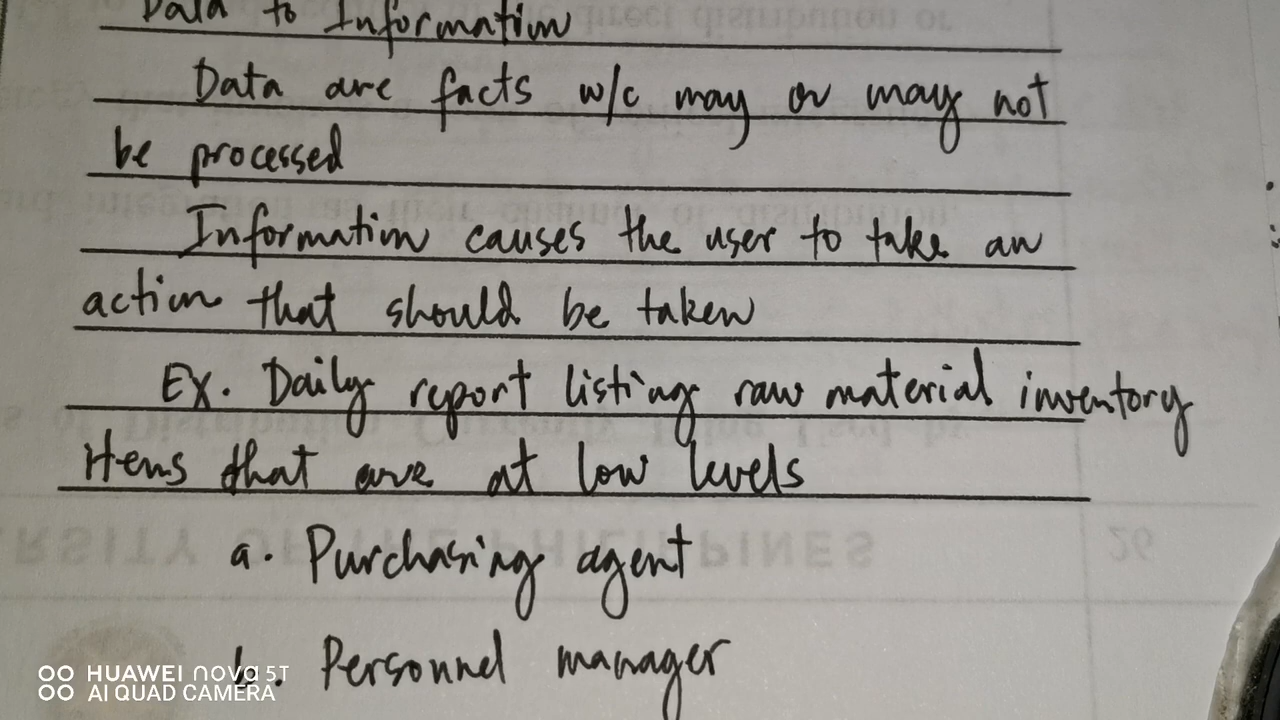 Data to Information
Data are facts w/c may or may not
be processed
Information causes the user to take an
action that should be taken
Ex. Daily report listing raw material inventory
items that are at low levels
a. Purchasing agent
b. Personnel manager
HUAWEI nova 5T
AI QUAD CAMERA